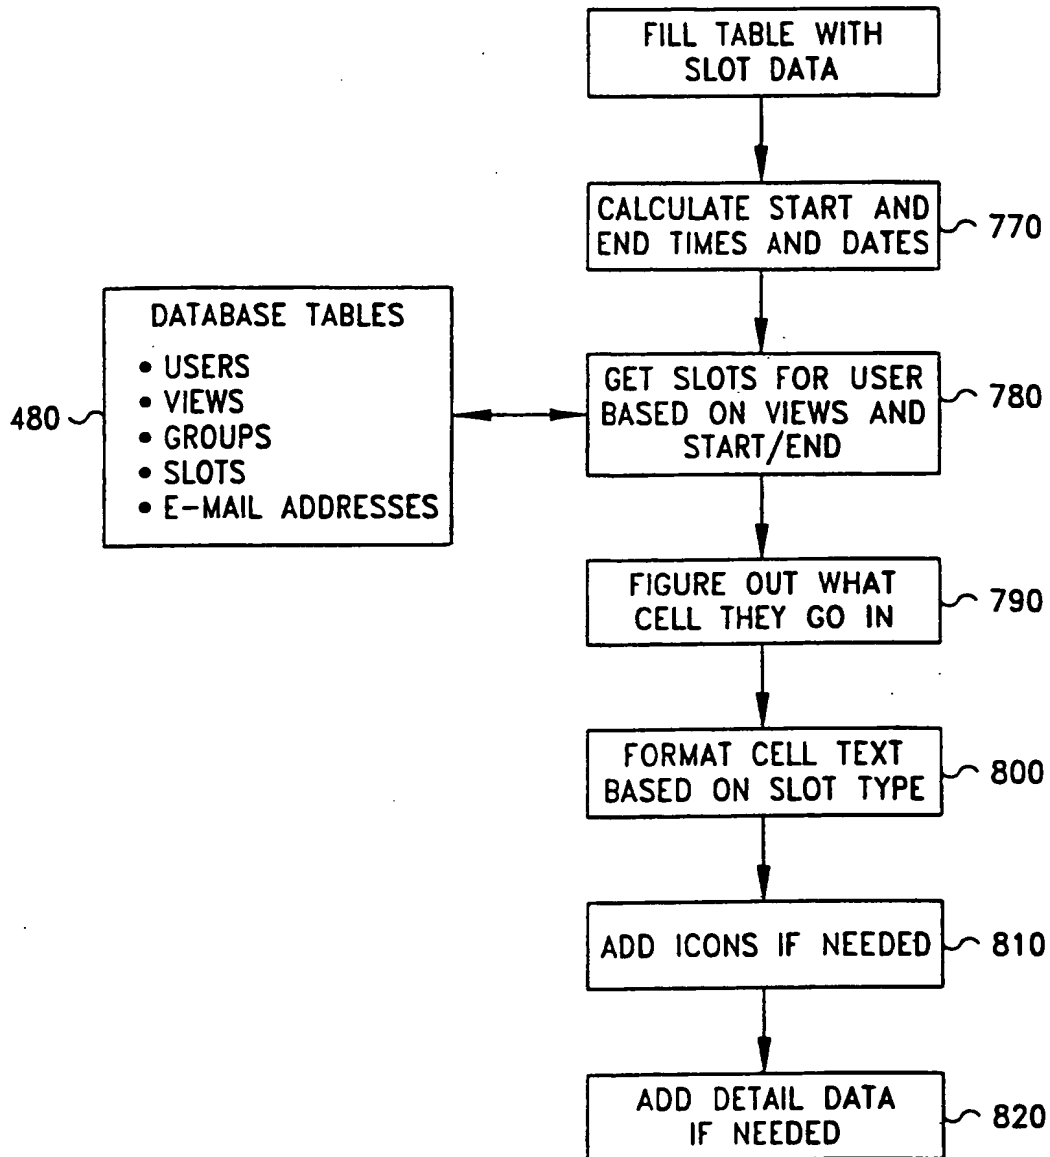 FILL TABLE WITH
SLOT DATA
CALCULATE START AND
END TIMES AND DATES
770
DATABASE TABLES
• USERS
• VIEWS
• GROUPS
• SLOTS
• E-MAIL ADDRESSES
480
GET SLOTS FOR USER
BASED ON VIEWS AND
START/END
780
FIGURE OUT WHAT
CELL THEY GO IN
790
FORMAT CELL TEXT
BASED ON SLOT TYPE
800
ADD ICONS IF NEEDED
810
ADD DETAIL DATA
IF NEEDED
820